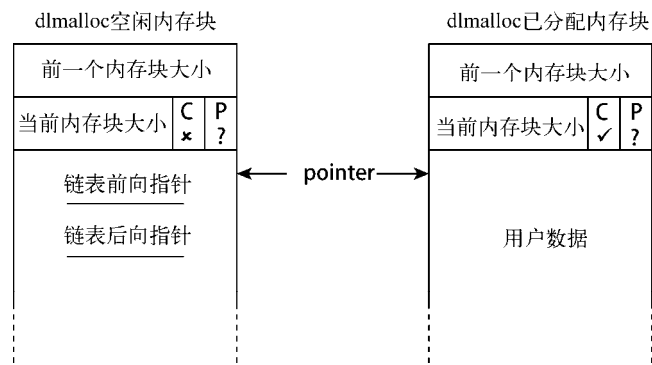 dlmalloc空闲内存块
前一个内存块大小
当前内存块大小 C × P ?
链表前向指针
链表后向指针
pointer
dlmalloc已分配内存块
前一个内存块大小
当前内存块大小 C ✓ P ?
用户数据